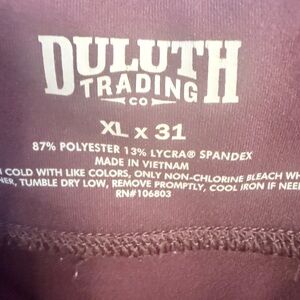 DULUTH
TRADING
CO
XL x 31
87% POLYESTER 13% LYCRA® SPANDEX
MADE IN VIETNAM
COLD WITH LIKE COLORS, ONLY NON-CHLORINE BLEACH
TUMBLE DRY LOW, REMOVE PROMPTLY, COOL IRON IF
RN#106803